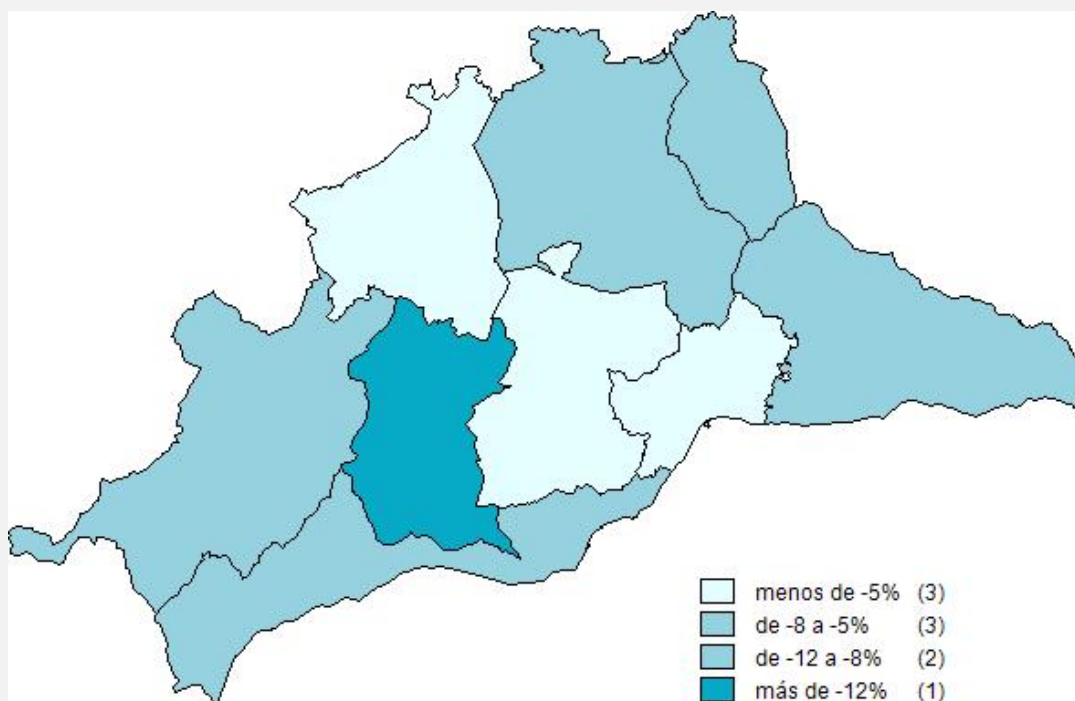 menos de -5% (3)
de -8 a -5% (3)
de -12 a -8% (2)
más de -12% (1)